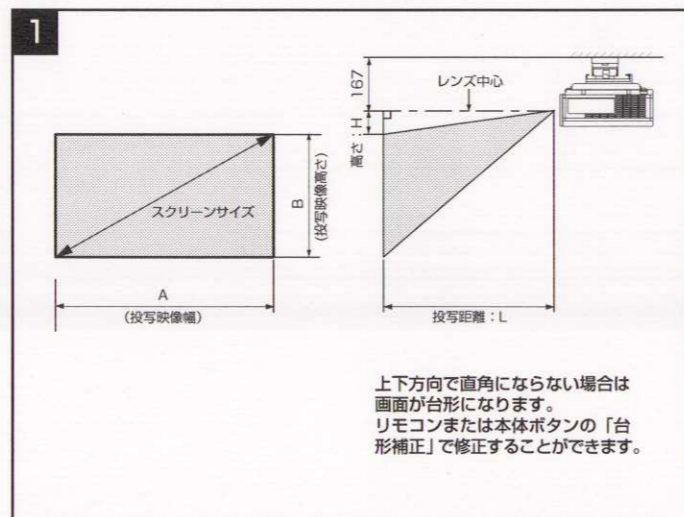 1
167
レンズ中心
高さ：H
スクリーンサイズ
B
(投写映像高さ)
A
(投写映像幅)
投写距離：L
上下方向で直角にならない場合は
画面が台形になります。
リモコンまたは本体ボタンの「台
形補正」で修正することができます。